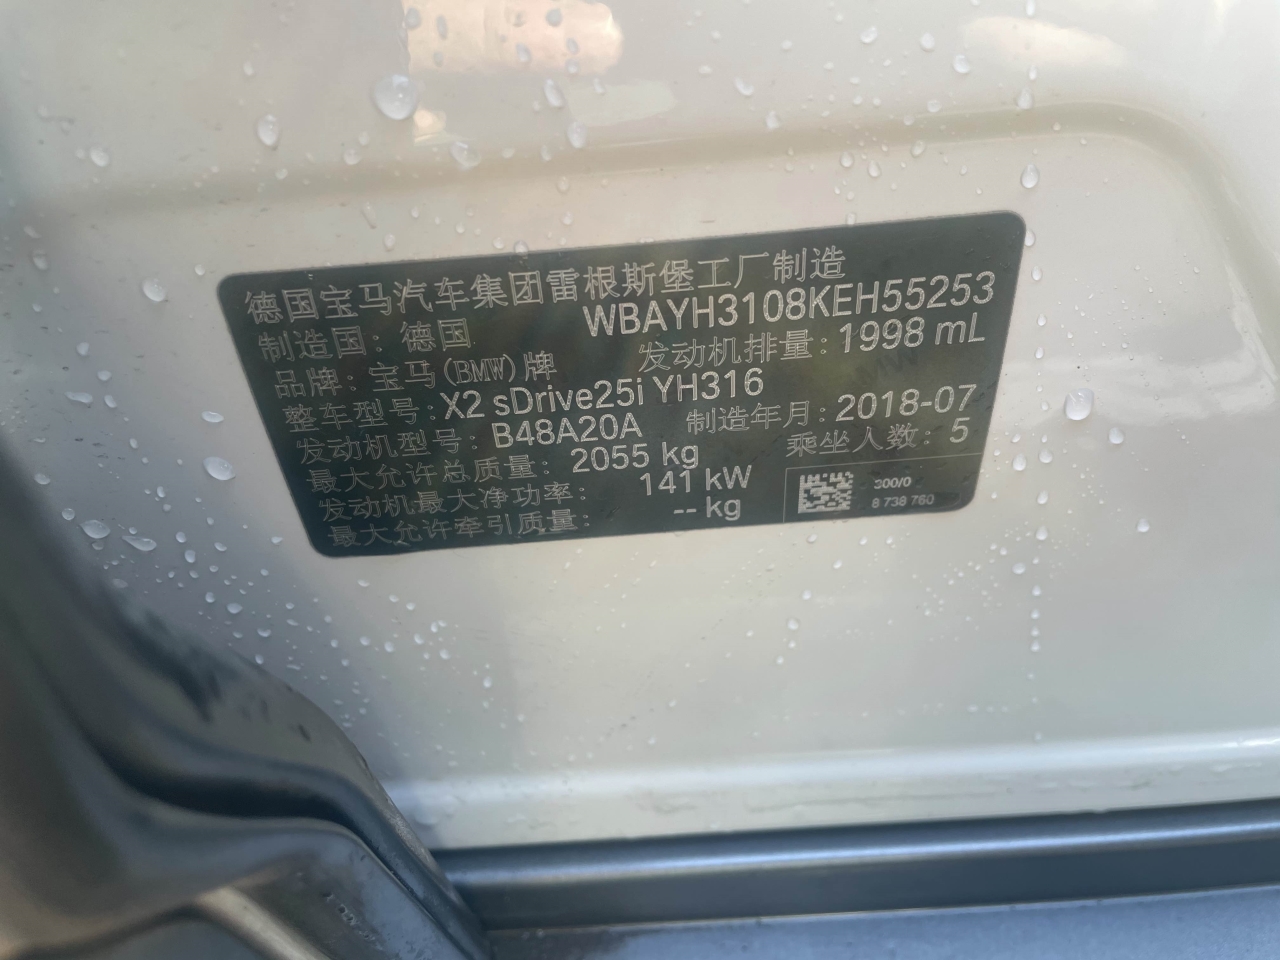 德国宝马汽车集团雷根斯堡工厂制造
制造国：德国 WBAYH3108KEH55253
品牌：宝马(BMW)牌 发动机排量：1998 mL
整车型号：X2 sDrive25i YH316
发动机型号：B48A20A 制造年月：2018-07
最大允许总质量：2055 kg 乘坐人数：5
发动机最大净功率：141 kW
最大允许牵引质量：-- kg
300/0
8 738 760